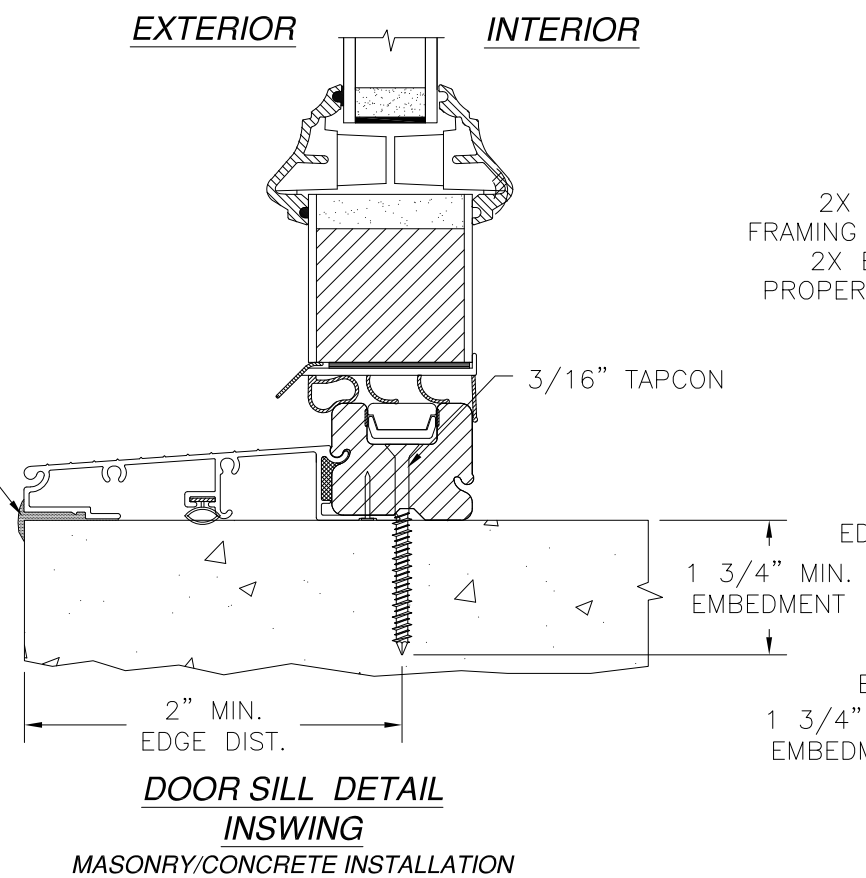 EXTERIOR
INTERIOR
2X
FRAMING
2X
PROPER
3/16” TAPCON
1 3/4” MIN.
EMBEDMENT
2” MIN.
EDGE DIST.
1 3/4”
EMBEDM
DOOR SILL DETAIL
INSWING
MASONRY/CONCRETE INSTALLATION